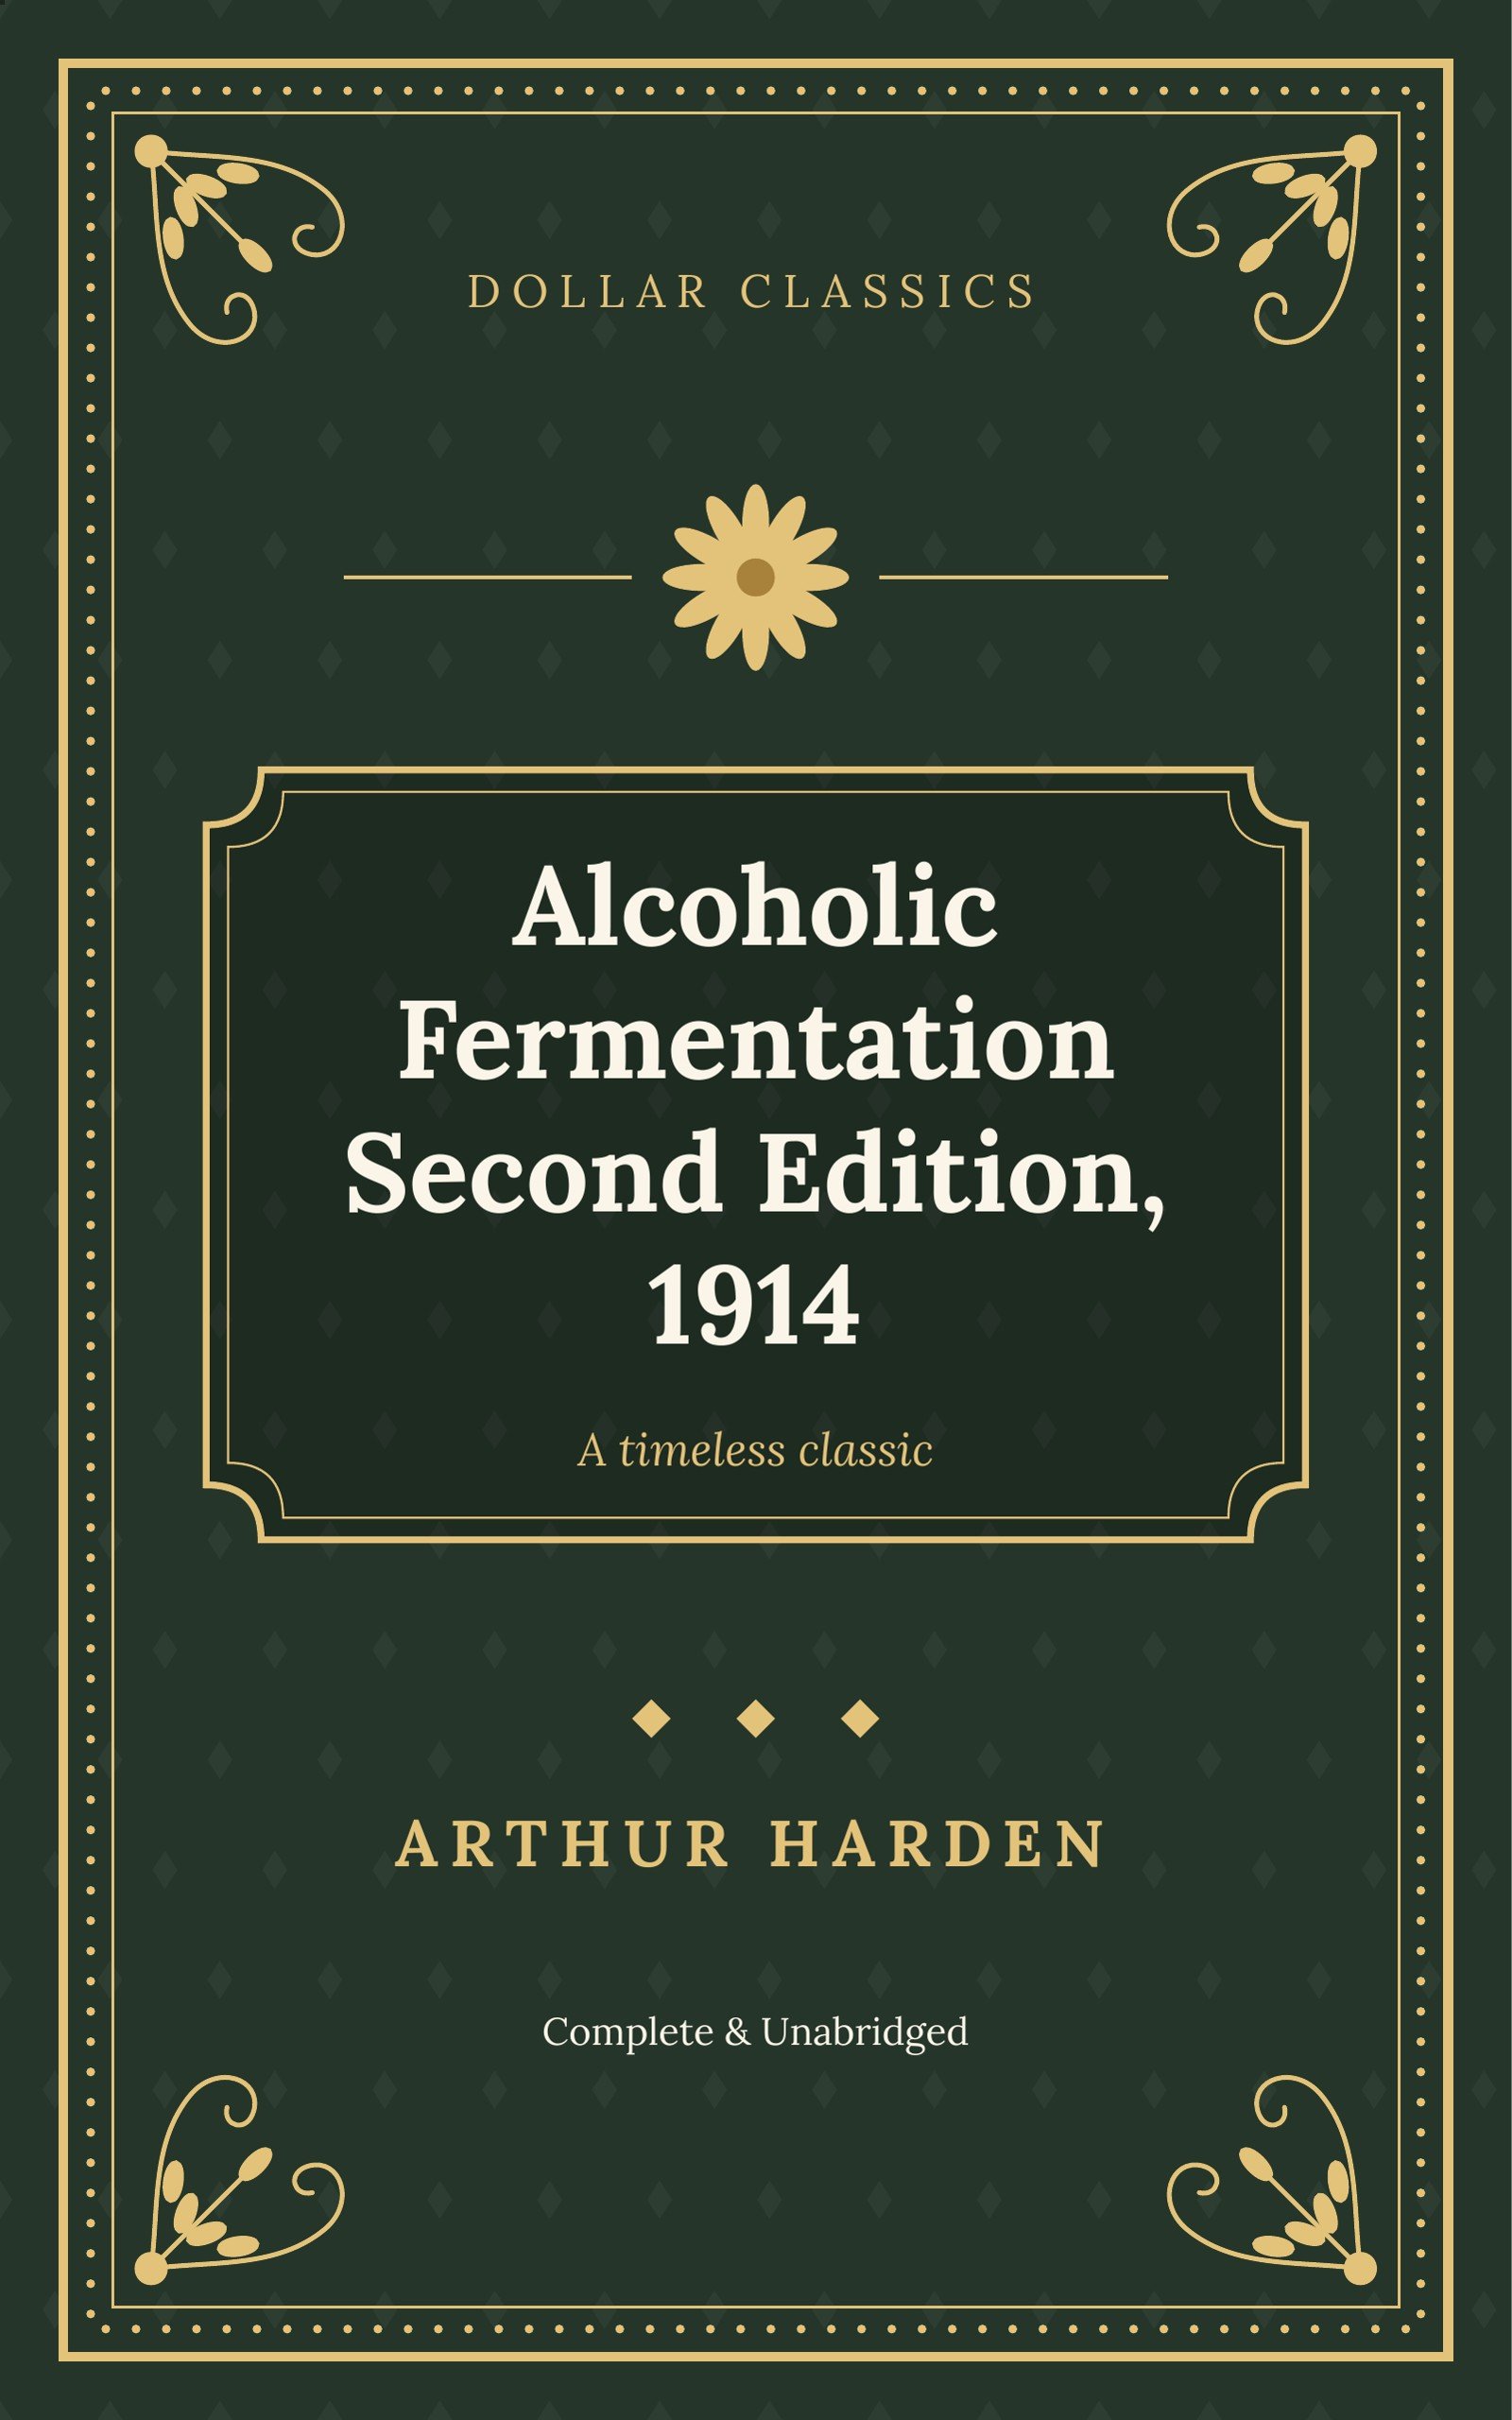 DOLLAR CLASSICS
Alcoholic
Fermentation
Second Edition,
1914
A timeless classic
ARTHUR HARDEN
Complete & Unabridged